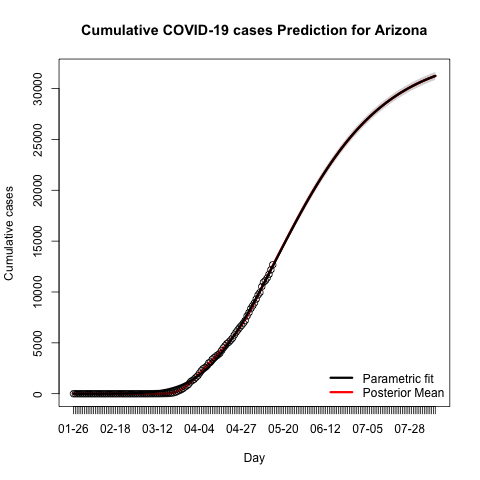 Cumulative COVID-19 cases Prediction for Arizona
Cumulative cases
30000
25000
20000
15000
10000
5000
0
Parametric fit
Posterior Mean
01-26 02-18 03-12 04-04 04-27 05-20 06-12 07-05 07-28
Day